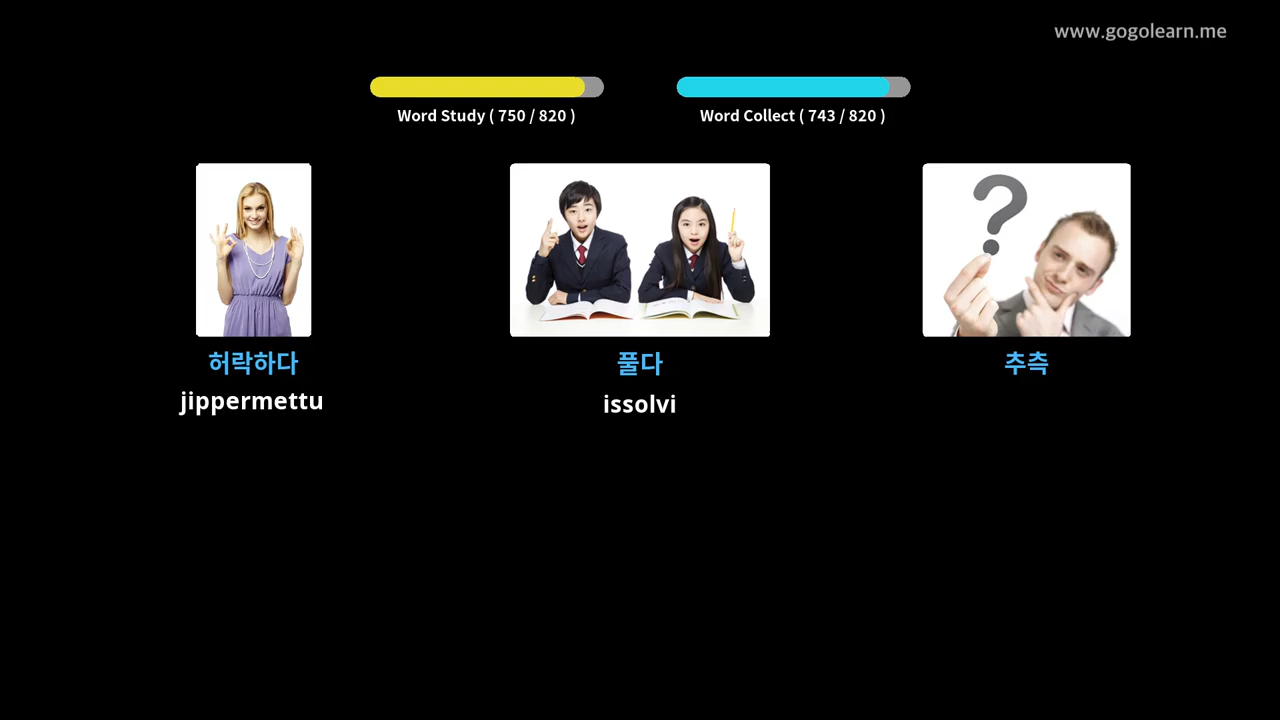 www.gogolearn.me
Word Study ( 750 / 820 )
Word Collect ( 743 / 820 )
허락하다
풀다
추측
jippermettu
issolvi